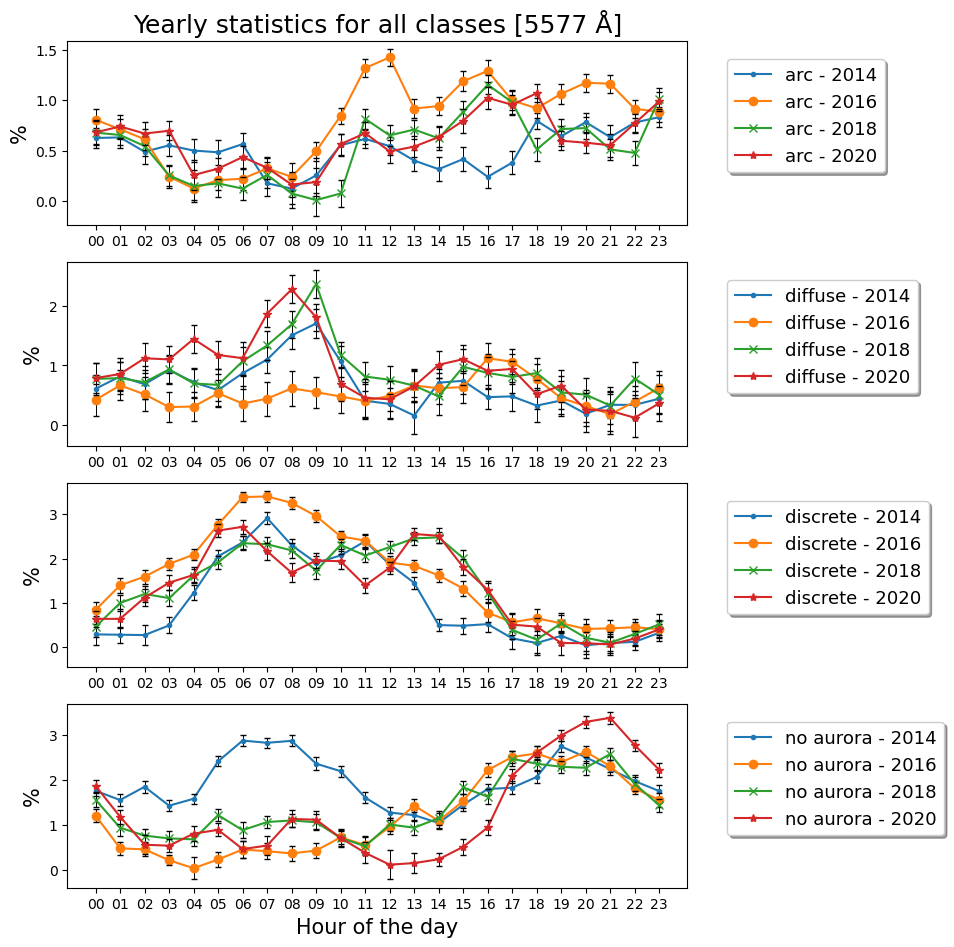 Yearly statistics for all classes [5577 Å]
1.5
1.0
0.5
0.0
%
00 01 02 03 04 05 06 07 08 09 10 11 12 13 14 15 16 17 18 19 20 21 22 23
arc - 2014
arc - 2016
arc - 2018
arc - 2020
2
1
0
%
00 01 02 03 04 05 06 07 08 09 10 11 12 13 14 15 16 17 18 19 20 21 22 23
diffuse - 2014
diffuse - 2016
diffuse - 2018
diffuse - 2020
3
2
1
0
%
00 01 02 03 04 05 06 07 08 09 10 11 12 13 14 15 16 17 18 19 20 21 22 23
discrete - 2014
discrete - 2016
discrete - 2018
discrete - 2020
3
2
1
0
%
00 01 02 03 04 05 06 07 08 09 10 11 12 13 14 15 16 17 18 19 20 21 22 23
no aurora - 2014
no aurora - 2016
no aurora - 2018
no aurora - 2020
Hour of the day